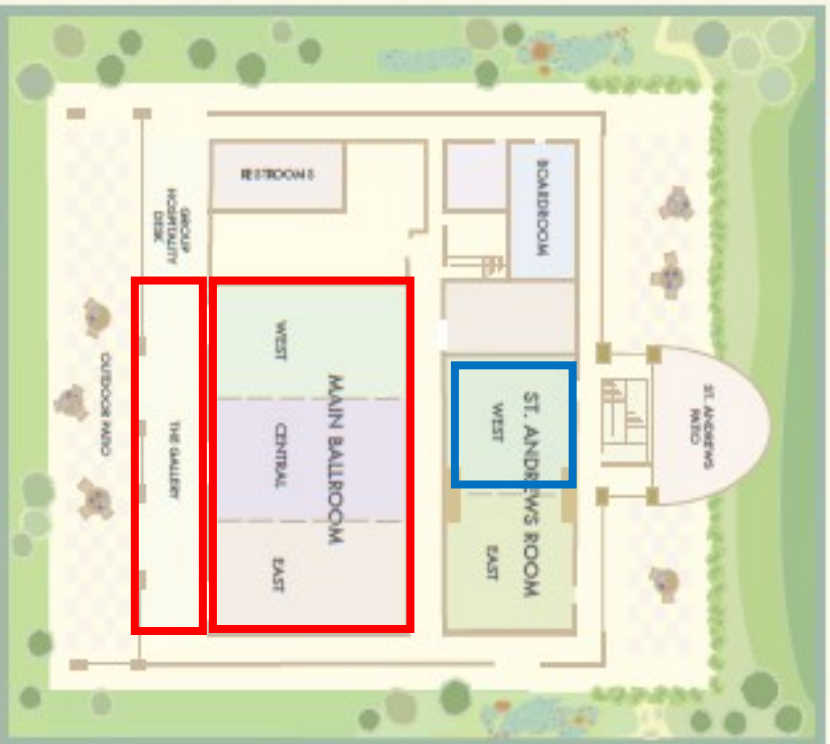 RESTROOMS
BOARDROOM
GROUP
HOSPITALITY
DESK
WEST
CENTRAL
EAST
MAIN BALLROOM
THE GALLERY
OUTDOOR PATIO
WEST
EAST
ST. ANDREWS ROOM
ST. ANDREWS
PATIO